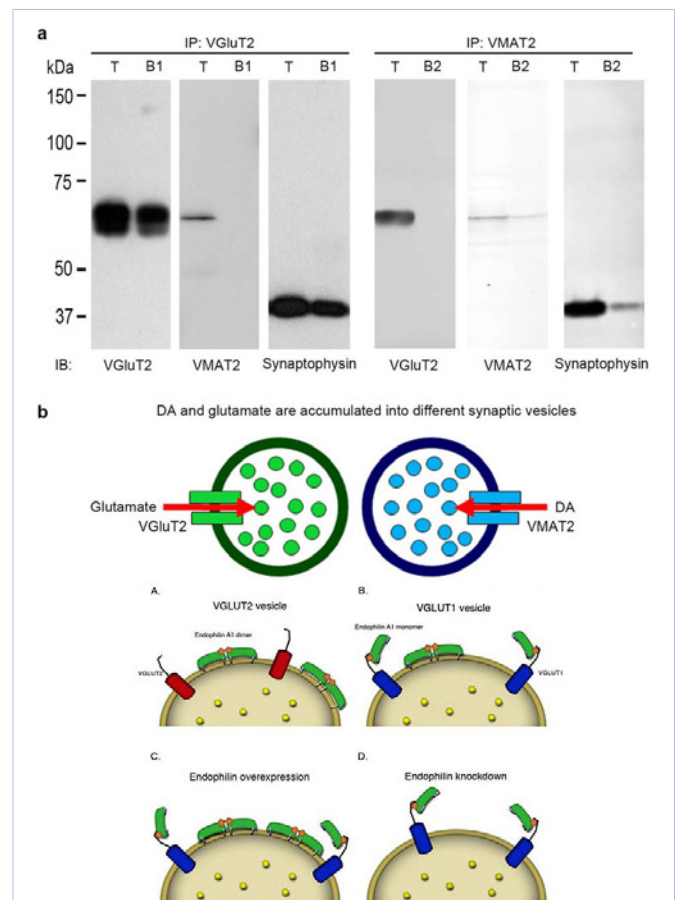 a
IP: VGluT2 IP: VMAT2
kDa T B1 T B1 T B1 T B2 T B2 T B2
150
100
75
50
37
IB: VGluT2 VMAT2 Synaptophysin VGluT2 VMAT2 Synaptophysin
b
DA and glutamate are accumulated into different synaptic vesicles
Glutamate DA
VGluT2 VMAT2
A. B.
VGLUT2 vesicle VGLUT1 vesicle
Endophilin A1 dimer Endophilin A1 monomer
VGLUT2 VGLUT1
C. D.
Endophilin overexpression Endophilin knockdown